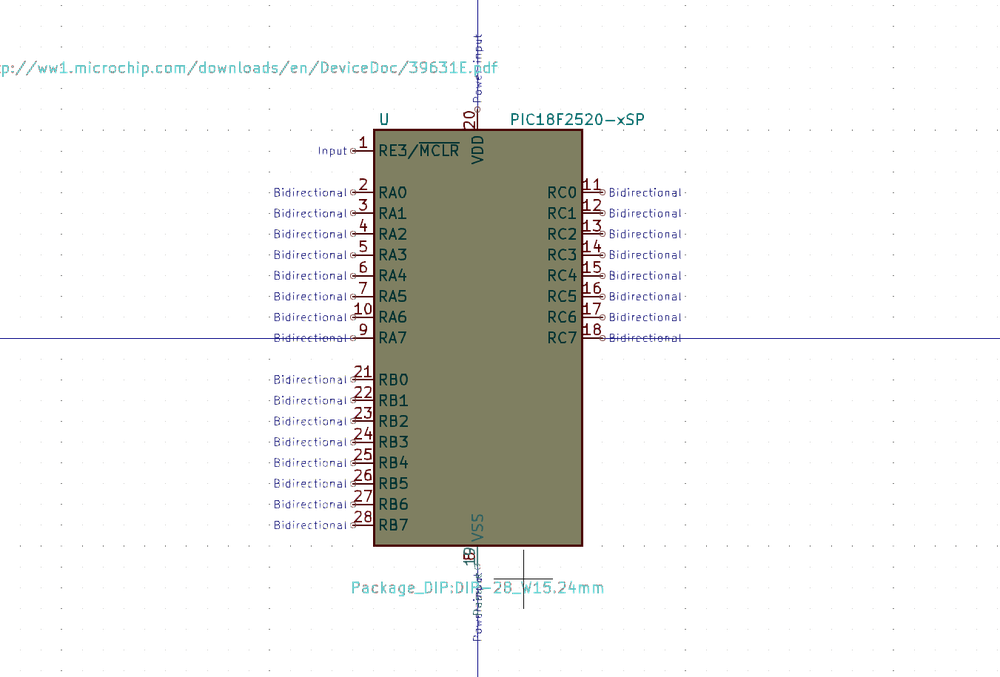 tp://ww1.microchip.com/downloads/en/DeviceDoc/39631E.pdf
Power input
U
PIC18F2520-xSP
20
VDD
Input 1 RE3/MCLR
Bidirectional 2 RA0
RC0 11 Bidirectional
Bidirectional 3 RA1
RC1 12 Bidirectional
Bidirectional 4 RA2
RC2 13 Bidirectional
Bidirectional 5 RA3
RC3 14 Bidirectional
Bidirectional 6 RA4
RC4 15 Bidirectional
Bidirectional 7 RA5
RC5 16 Bidirectional
Bidirectional 10 RA6
RC6 17 Bidirectional
Bidirectional 9 RA7
RC7 18 Bidirectional
Bidirectional 21 RB0
Bidirectional 22 RB1
Bidirectional 23 RB2
Bidirectional 24 RB3
Bidirectional 25 RB4
Bidirectional 26 RB5
Bidirectional 27 RB6
Bidirectional 28 RB7
VSS
Package_DIP:DIP-28_W15.24mm